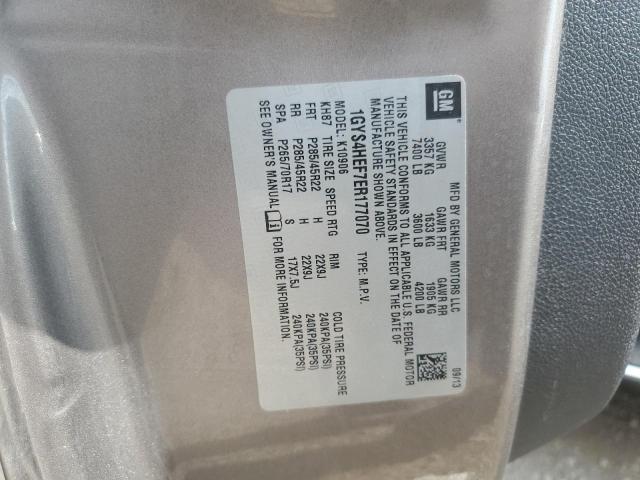 GM
MFD BY GENERAL MOTORS LLC
09/13
GVWR GAWR FRT GAWR RR
3357 KG 1633 KG 1905 KG
7400 LB 3600 LB 4200 LB
THIS VEHICLE CONFORMS TO ALL APPLICABLE U.S. FEDERAL MOTOR
VEHICLE SAFETY STANDARDS IN EFFECT ON THE DATE OF
MANUFACTURE SHOWN ABOVE.
1GYS4HEF7ER177070 TYPE: M.P.V.
MODEL: K10906
KH87 TIRE SIZE SPEED RTG RIM COLD TIRE PRESSURE
FRT P285/45R22 H 22X9J 240KPA(35PSI)
RR P285/45R22 H 22X9J 240KPA(35PSI)
SPA P265/70R17 S 17X7.5J 240KPA(35PSI)
SEE OWNER'S MANUAL FOR MORE INFORMATION.